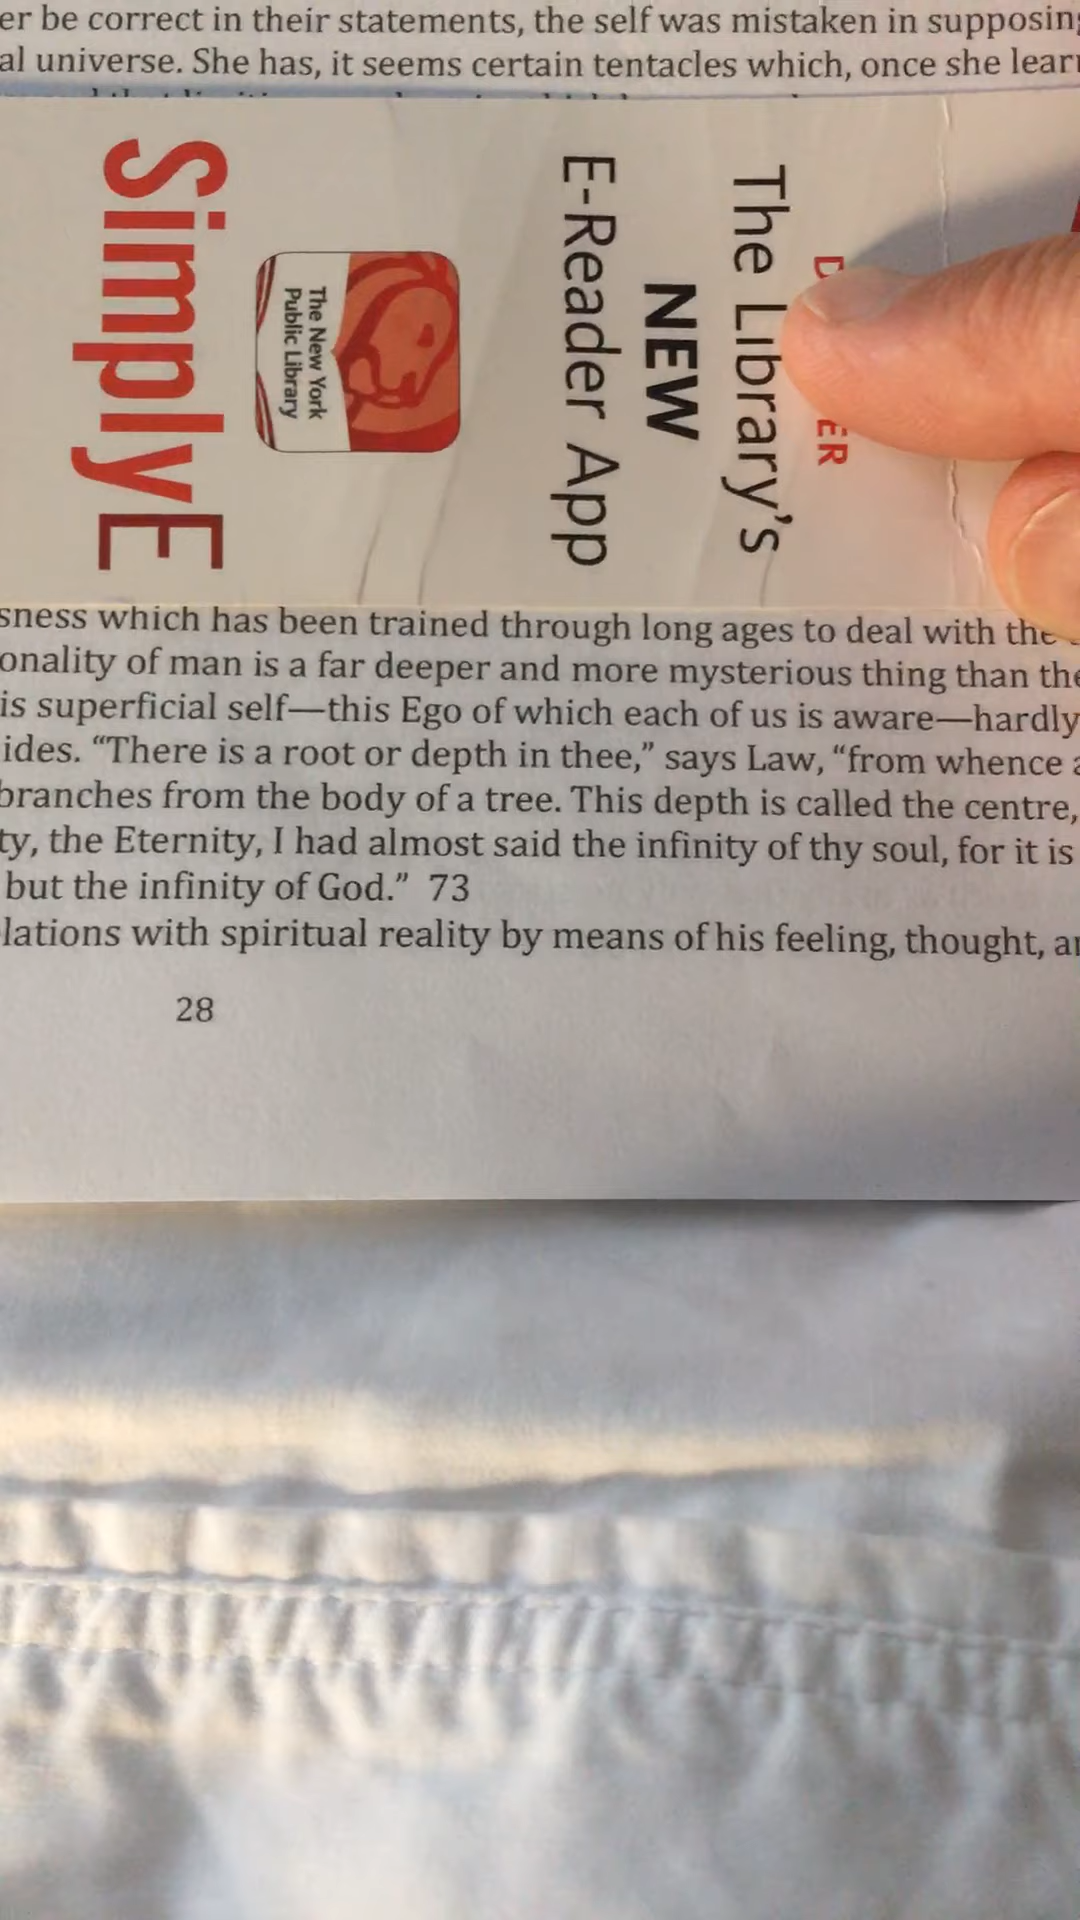 er be correct in their statements, the self was mistaken in supposing
al universe. She has, it seems certain tentacles which, once she learn
The Library's
NEW
E-Reader App
The New York
Public Library
SimplyE
sness which has been trained through long ages to deal with the
onality of man is a far deeper and more mysterious thing than the
is superficial self—this Ego of which each of us is aware—hardly
ides. “There is a root or depth in thee,” says Law, “from whence a
branches from the body of a tree. This depth is called the centre,
ty, the Eternity, I had almost said the infinity of thy soul, for it is
but the infinity of God.” 73
lations with spiritual reality by means of his feeling, thought, an
28